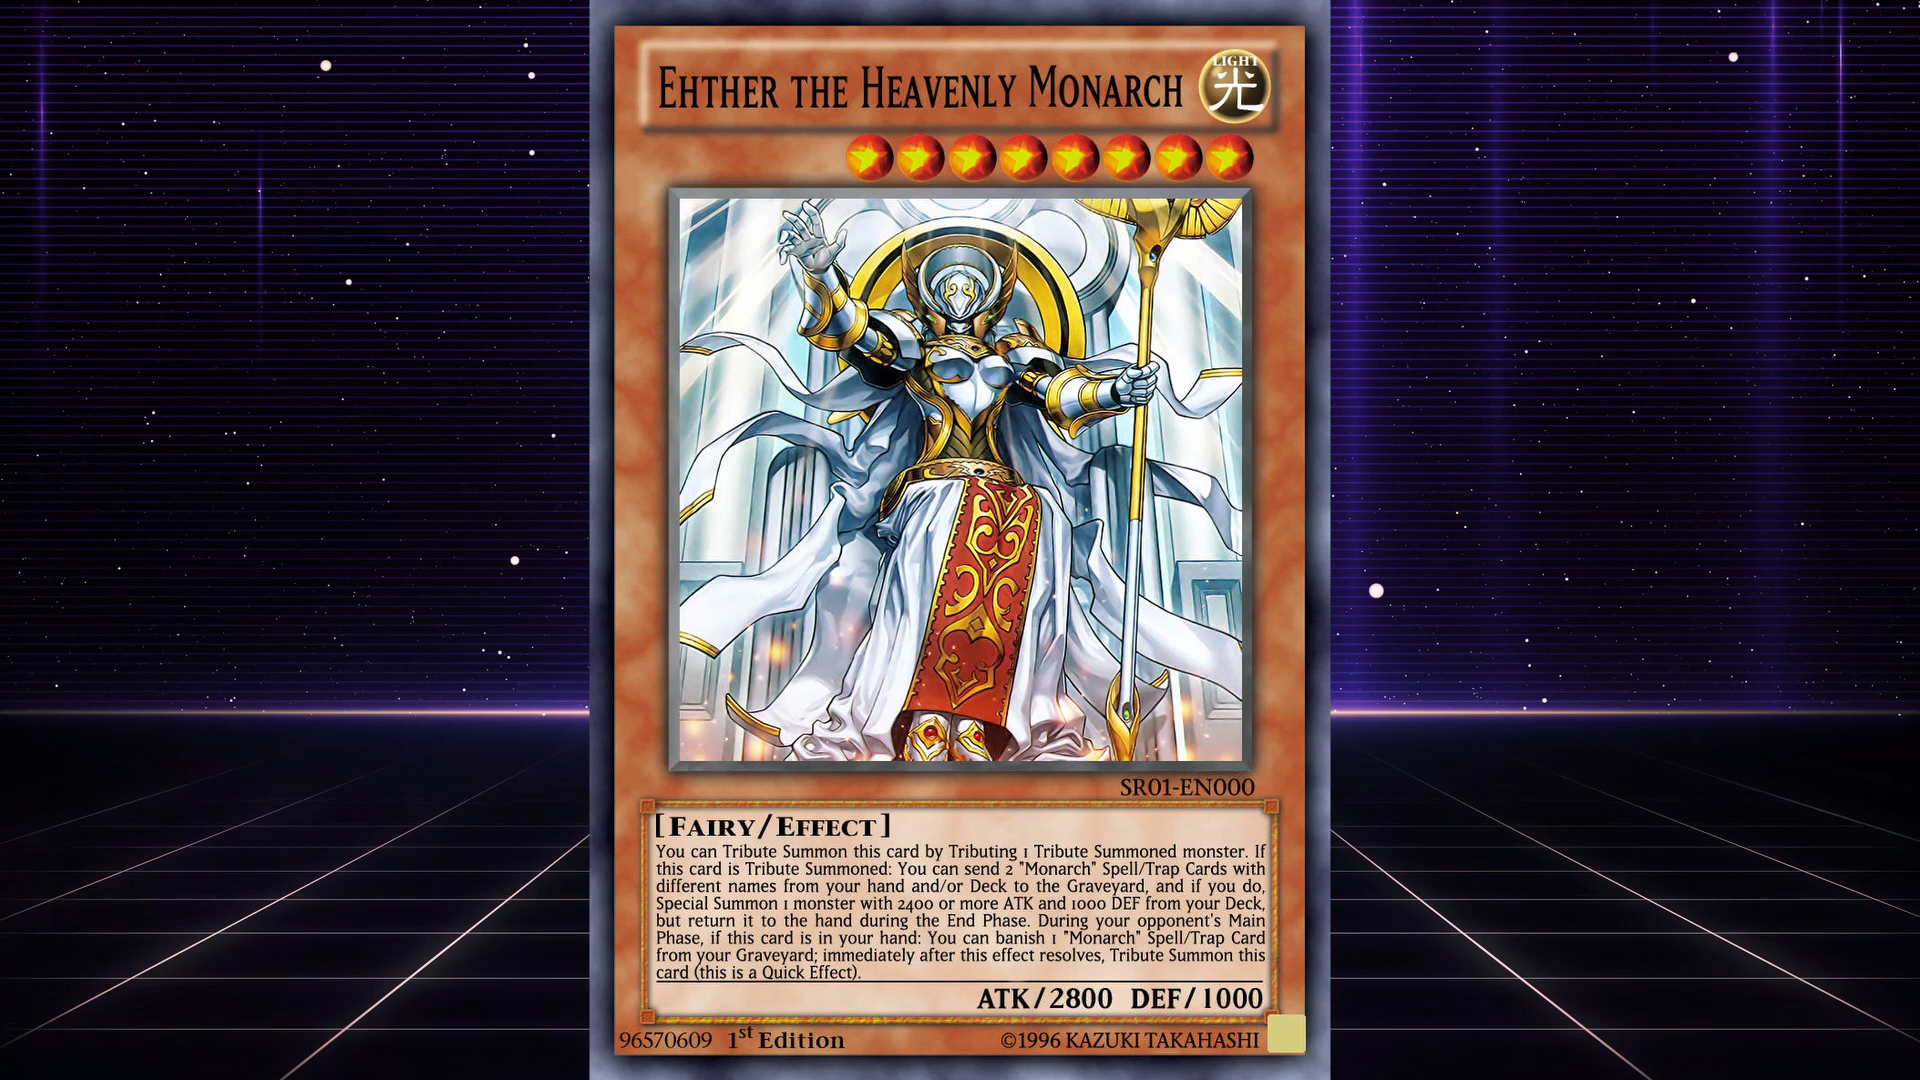 Ehther the Heavenly Monarch
LIGHT
光
SR01-EN000
[Fairy/Effect]
You can Tribute Summon this card by Tributing 1 Tribute Summoned monster. If
this card is Tribute Summoned: You can send 2 "Monarch" Spell/Trap Cards with
different names from your hand and/or Deck to the Graveyard, and if you do,
Special Summon 1 monster with 2400 or more ATK and 1000 DEF from your Deck,
but return it to the hand during the End Phase. During your opponent's Main
Phase, if this card is in your hand: You can banish 1 "Monarch" Spell/Trap Card
from your Graveyard; immediately after this effect resolves, Tribute Summon this
card (this is a Quick Effect).
ATK/2800 DEF/1000
96570609 1st Edition ©1996 KAZUKI TAKAHASHI